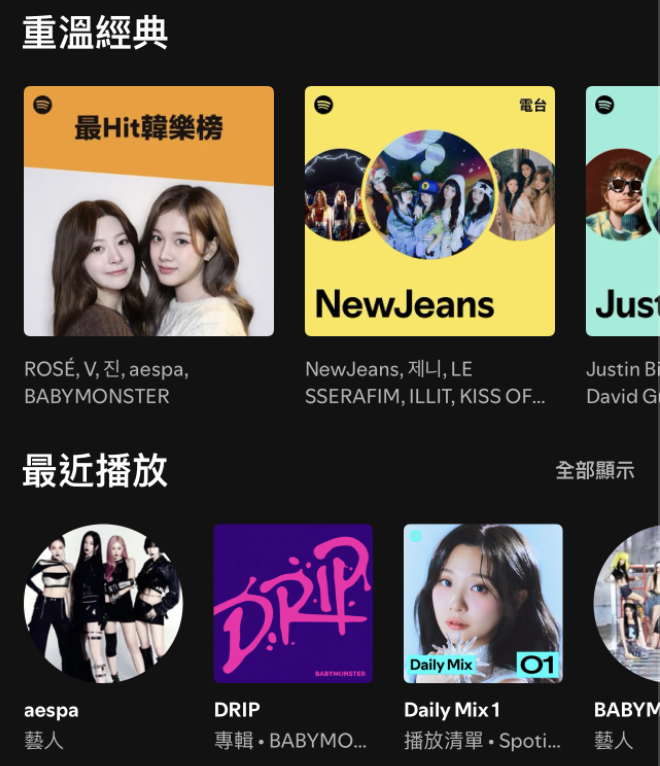 重溫經典
最Hit韓樂榜
電台
NewJeans
Just
ROSÉ, V, 진, aespa,
BABYMONSTER
NewJeans, 제니, LE
SSERAFIM, ILLIT, KISS OF...
Justin Bi
David Gu
最近播放
全部顯示
DRIP
BABYMONSTER
Daily Mix
01
aespa
藝人
DRIP
專輯 • BABYMO...
Daily Mix 1
播放清單 • Spoti...
BABYM
藝人